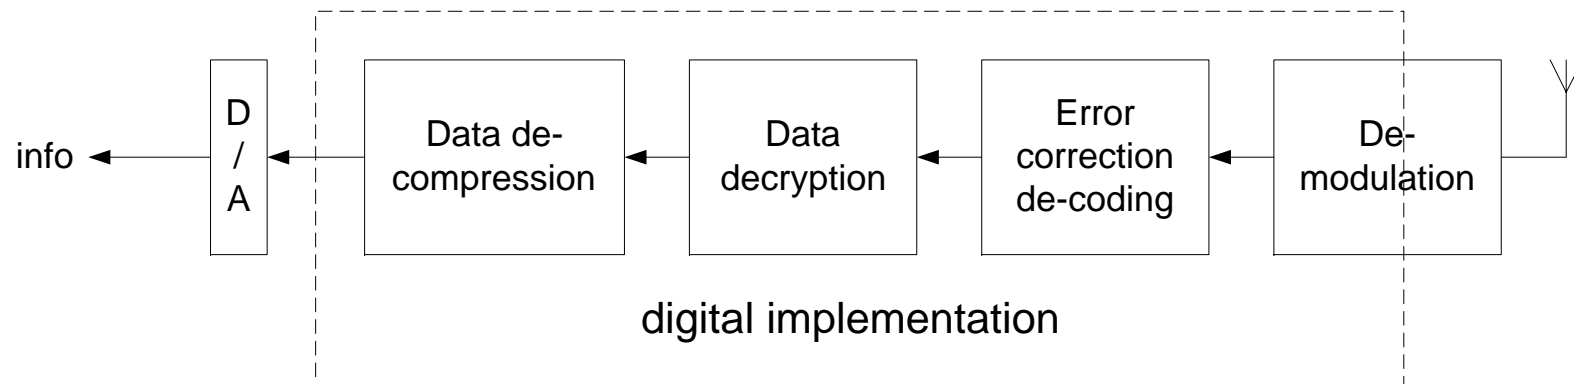 info
D
/
A
Data de-
compression
Data
decryption
Error
correction
de-coding
De-
modulation
digital implementation